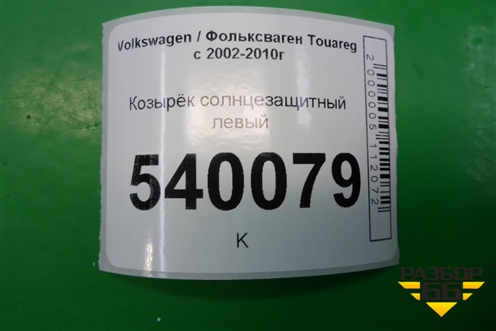 Volkswagen / Фольксваген Touareg
с 2002-2010г
Козырёк солнцезащитный
левый
540079
К
2000005112072
РАЗБОР
66